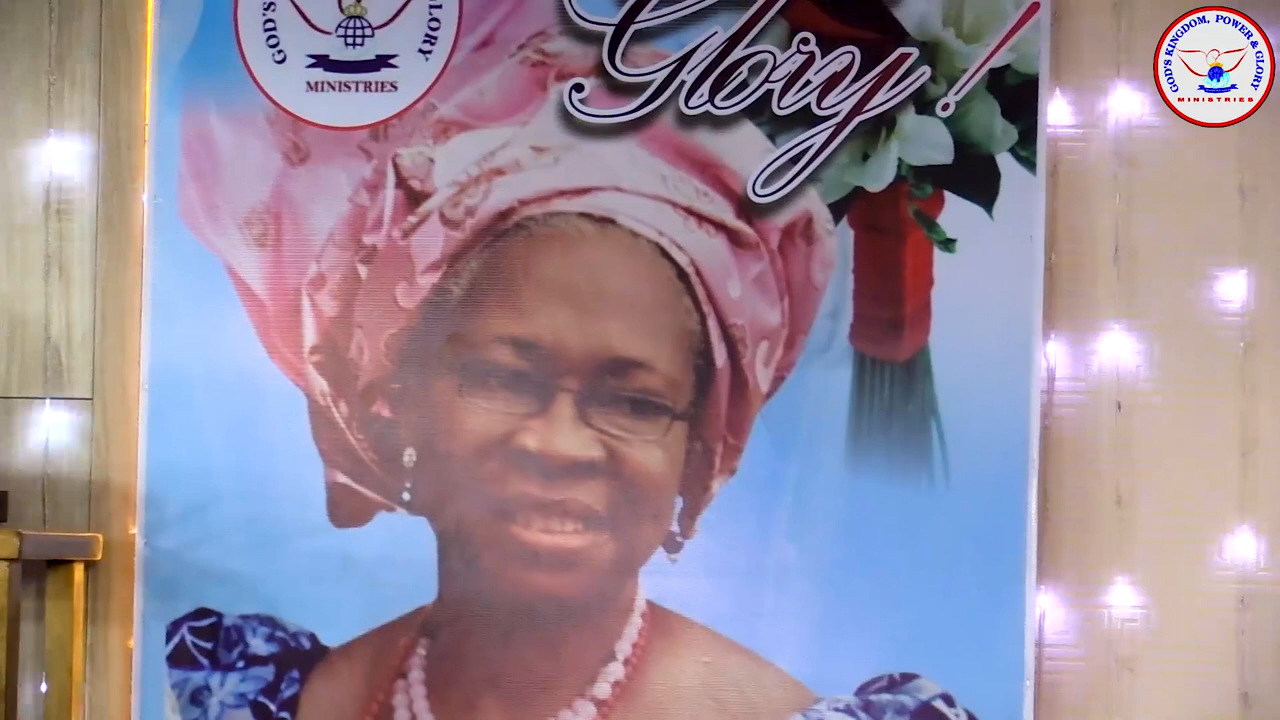 GOD'S
GLORY
MINISTRIES
Glory!
GOD'S KINGDOM, POWER & GLORY
MINISTRIES